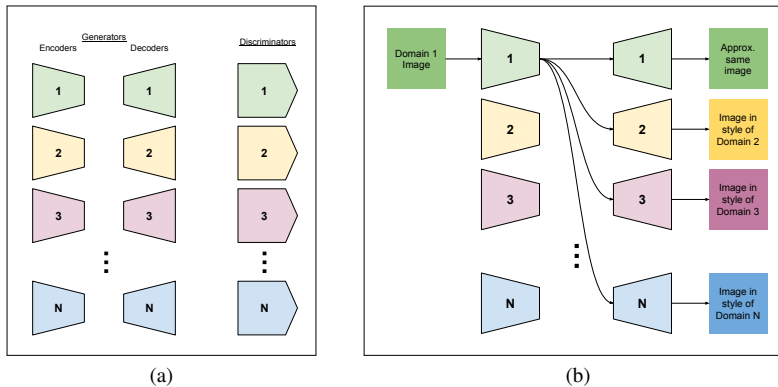 Generators
Encoders
Decoders
Discriminators
1
1
1
2
2
2
3
3
3
N
N
N
(a)
Domain 1
Image
1
1
Approx.
same
image
2
2
Image in
style of
Domain 2
3
3
Image in
style of
Domain 3
N
N
Image in
style of
Domain N
(b)